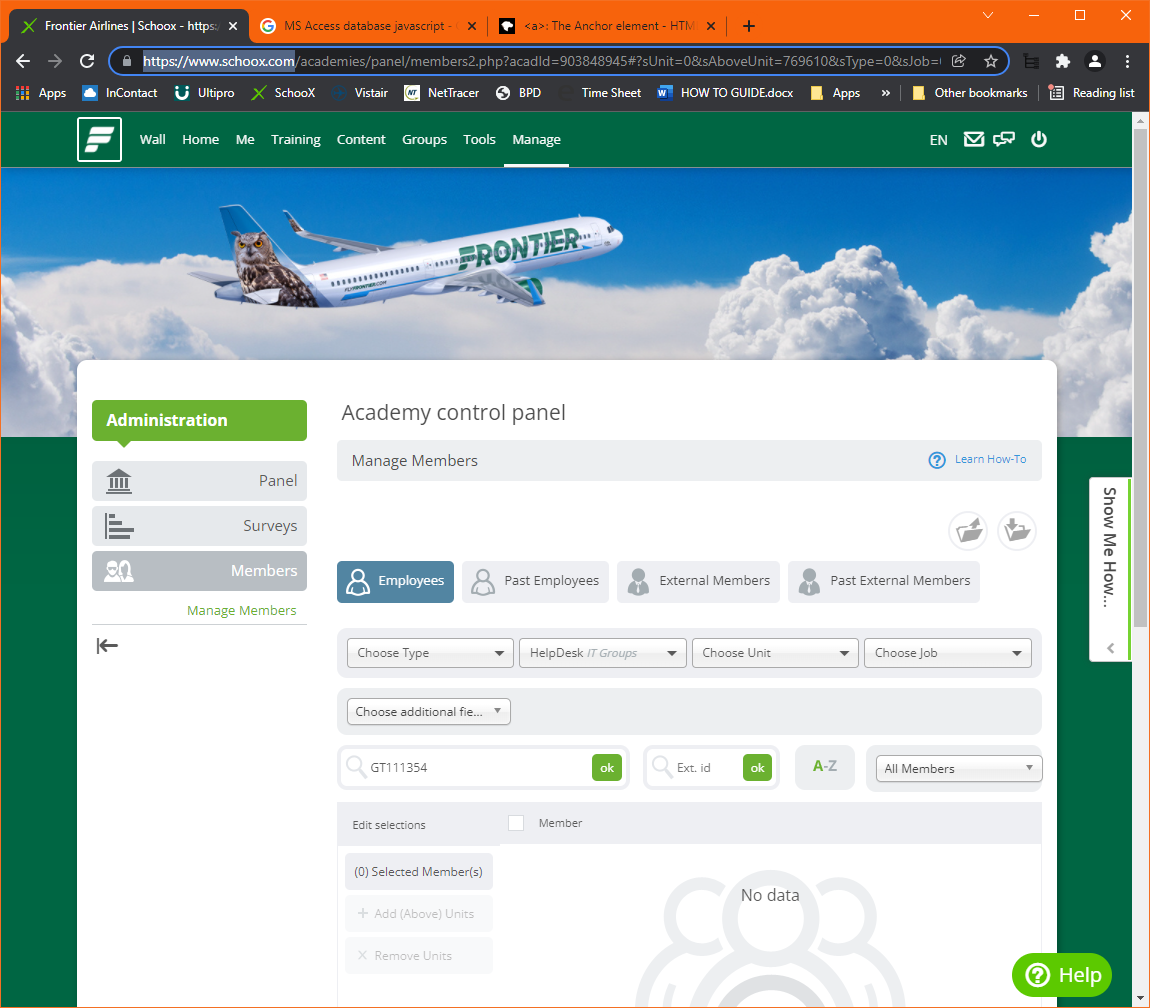 Frontier Airlines | Schoox - https:/
MS Access database javascript -
<a>: The Anchor element - HTM
https://www.schoox.com/academies/panel/members2.php?acadId=903848945#?sUnit=0&sAboveUnit=769610&sType=0&sJob=
Apps InContact Ultipro SchooX Vistair NetTracer BPD Time Sheet HOW TO GUIDE.docx Apps » Other bookmarks Reading list
Wall Home Me Training Content Groups Tools Manage EN
FRONTIER
FLYFRONTIER.COM
Administration
Panel
Surveys
Members
Manage Members
Academy control panel
Manage Members
Learn How-To
Employees Past Employees External Members Past External Members
Choose Type HelpDesk IT Groups Choose Unit Choose Job
Choose additional fie...
GT111354 ok Ext. id ok A-Z All Members
Edit selections Member
(0) Selected Member(s)
+ Add (Above) Units
× Remove Units
No data
Show Me How...
Help